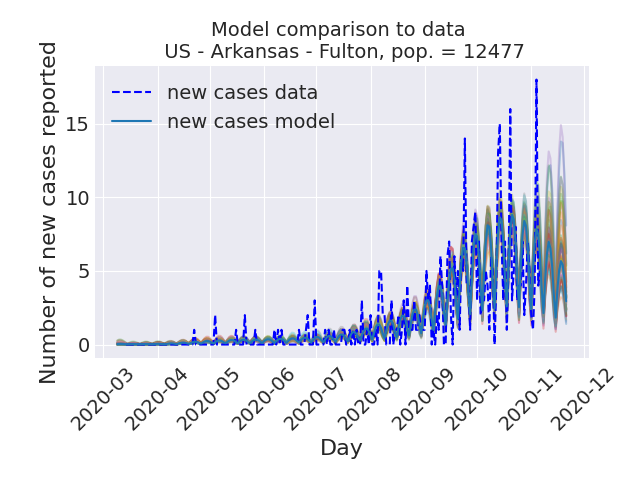 Model comparison to data
US - Arkansas - Fulton, pop. = 12477
new cases data
new cases model
Number of new cases reported
15
10
5
0
2020-03
2020-04
2020-05
2020-06
2020-07
2020-08
2020-09
2020-10
2020-11
2020-12
Day